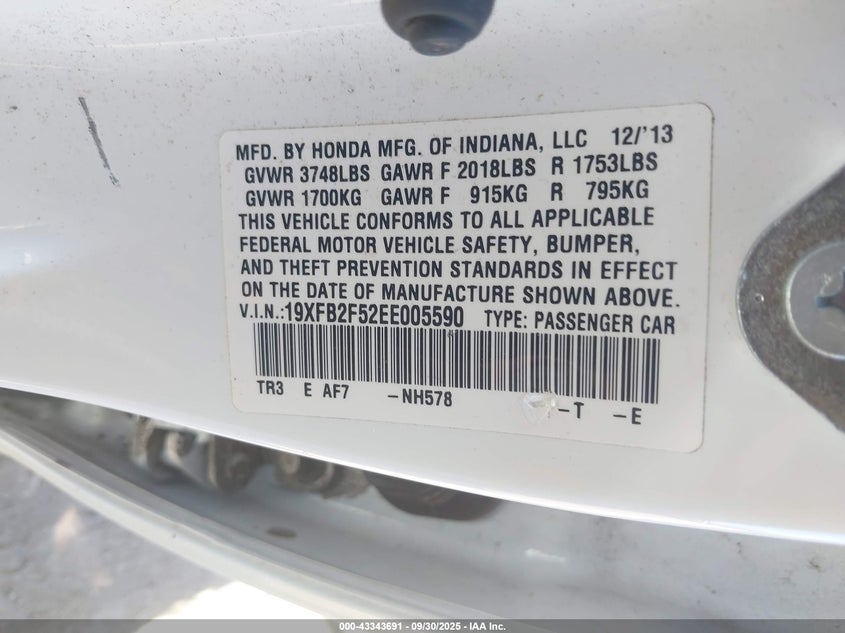 MFD. BY HONDA MFG. OF INDIANA, LLC 12/'13
GVWR 3748LBS GAWR F 2018LBS R 1753LBS
GVWR 1700KG GAWR F 915KG R 795KG
THIS VEHICLE CONFORMS TO ALL APPLICABLE
FEDERAL MOTOR VEHICLE SAFETY, BUMPER,
AND THEFT PREVENTION STANDARDS IN EFFECT
ON THE DATE OF MANUFACTURE SHOWN ABOVE.
V.I.N.:19XFB2F52EE005590 TYPE: PASSENGER CAR
TR3 E AF7 -NH578 -T -E
000-43343691 - 09/30/2025 - IAA Inc.